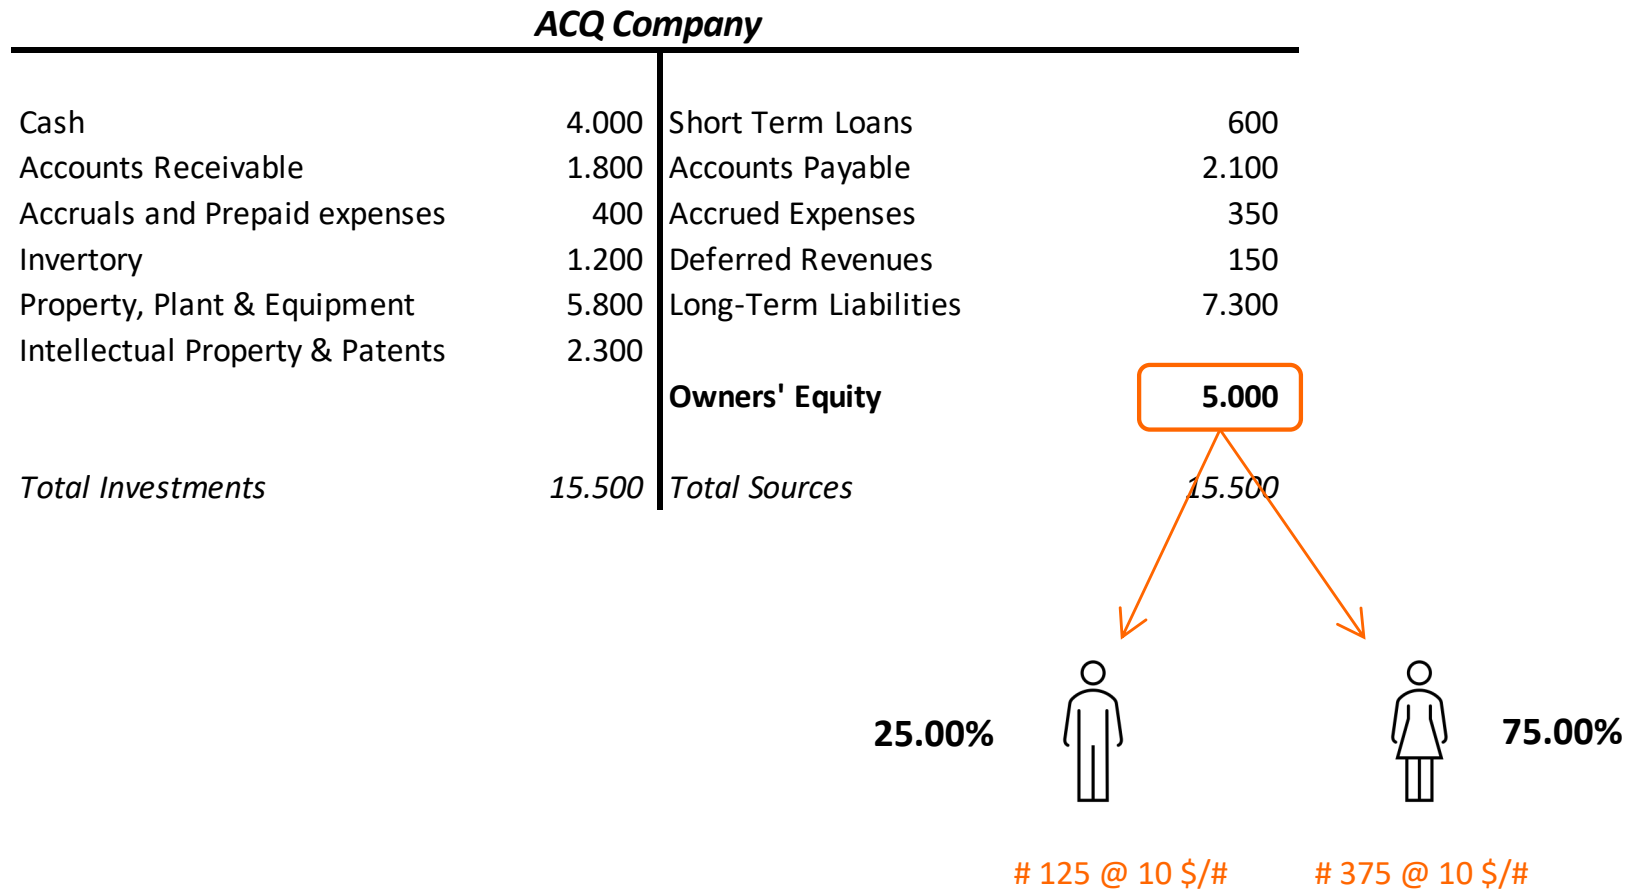 ACQ Company
Cash 4.000 Short Term Loans 600
Accounts Receivable 1.800 Accounts Payable 2.100
Accruals and Prepaid expenses 400 Accrued Expenses 350
Invertory 1.200 Deferred Revenues 150
Property, Plant & Equipment 5.800 Long-Term Liabilities 7.300
Intellectual Property & Patents 2.300
Owners' Equity 5.000
Total Investments 15.500 Total Sources 15.500
25.00% 75.00%
# 125 @ 10 $/# # 375 @ 10 $/#